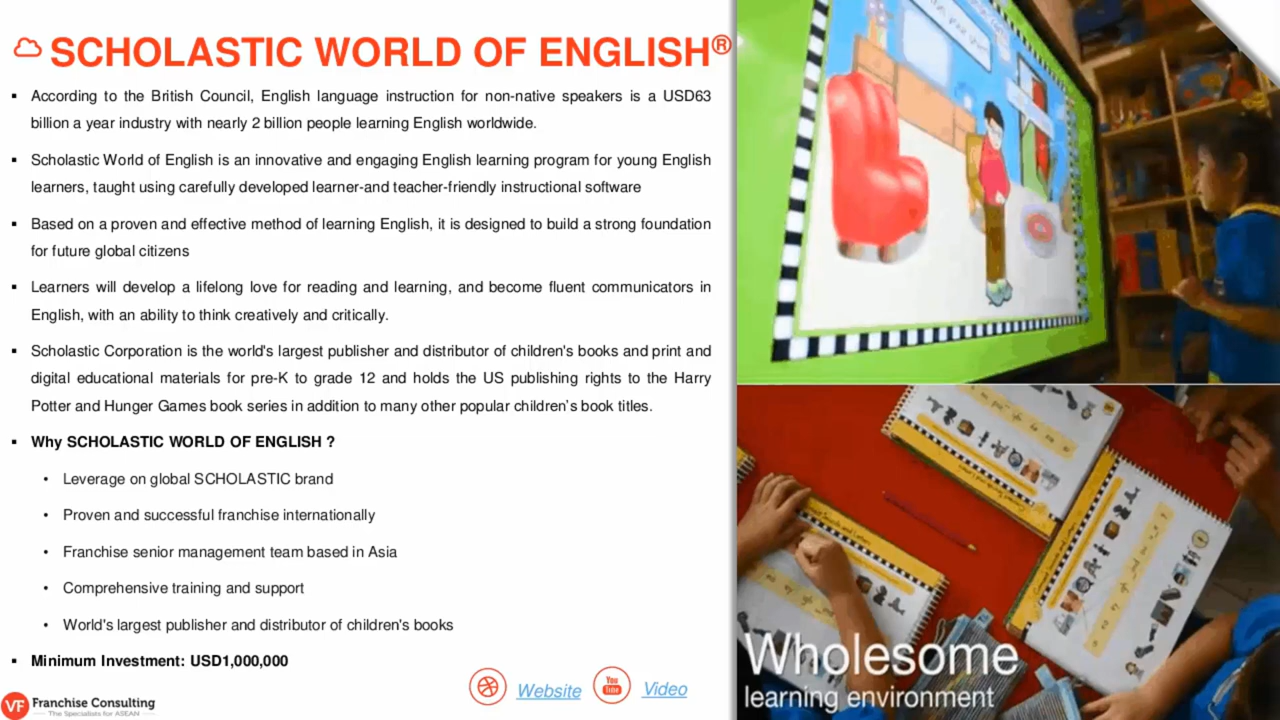 SCHOLASTIC WORLD OF ENGLISH®
▪ According to the British Council, English language instruction for non-native speakers is a USD63
billion a year industry with nearly 2 billion people learning English worldwide.
▪ Scholastic World of English is an innovative and engaging English learning program for young English
learners, taught using carefully developed learner-and teacher-friendly instructional software
▪ Based on a proven and effective method of learning English, it is designed to build a strong foundation
for future global citizens
▪ Learners will develop a lifelong love for reading and learning, and become fluent communicators in
English, with an ability to think creatively and critically.
▪ Scholastic Corporation is the world's largest publisher and distributor of children's books and print and
digital educational materials for pre-K to grade 12 and holds the US publishing rights to the Harry
Potter and Hunger Games book series in addition to many other popular children's book titles.
▪ Why SCHOLASTIC WORLD OF ENGLISH ?
• Leverage on global SCHOLASTIC brand
• Proven and successful franchise internationally
• Franchise senior management team based in Asia
• Comprehensive training and support
• World's largest publisher and distributor of children's books
▪ Minimum Investment: USD1,000,000
Website
You
Tube
Video
VF Franchise Consulting
The Specialists for ASEAN
Wholesome
learning environment